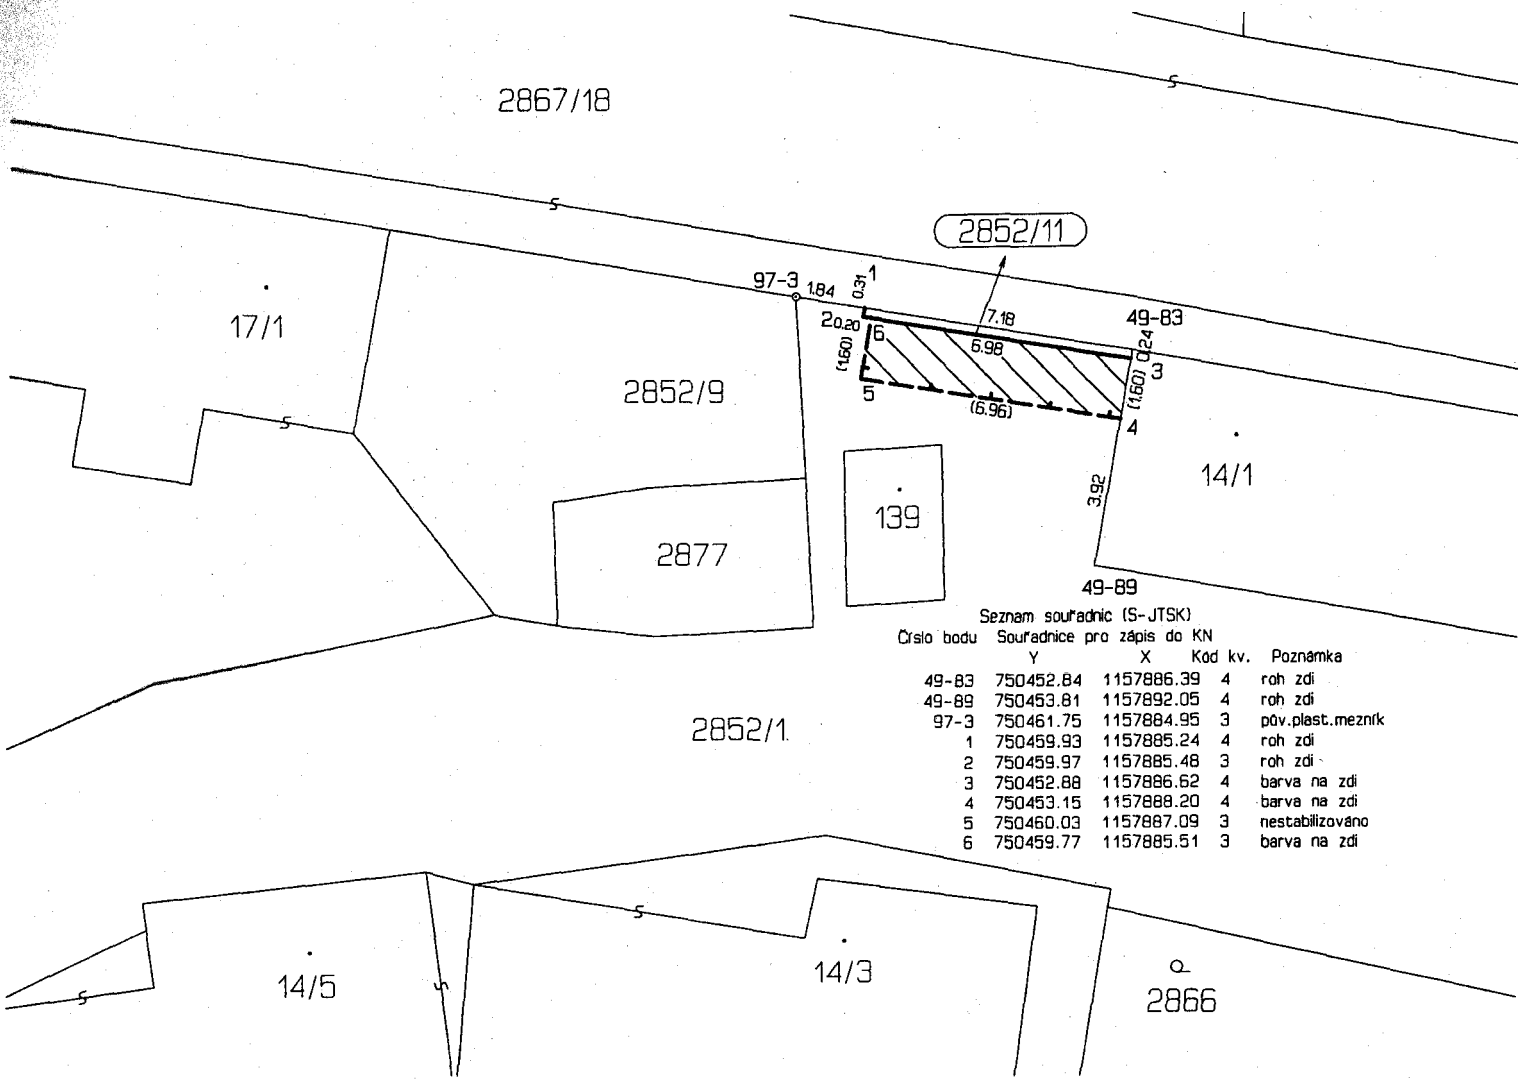 2867/18
2852/11
97-3 1.84 0.31 1
17/1
2 0.20 6 7.18 49-83
6.98 0.24
(1.60) 3
2852/9
5 (6.96) (1.60)
4
14/1
3.92
139
2877
49-89
Seznam souřadnic (S-JTSK)
Číslo bodu Souřadnice pro zápis do KN
Y X Kód kv. Poznámka
49-83 750452.84 1157886.39 4 roh zdi
49-89 750453.81 1157892.05 4 roh zdi
97-3 750461.75 1157884.95 3 pův.plast.mezník
1 750459.93 1157885.24 4 roh zdi
2 750459.97 1157885.48 3 roh zdi
3 750452.88 1157886.62 4 barva na zdi
4 750453.15 1157888.20 4 barva na zdi
5 750460.03 1157887.09 3 nestabilizováno
6 750459.77 1157885.51 3 barva na zdi
2852/1
14/5
14/3
2866